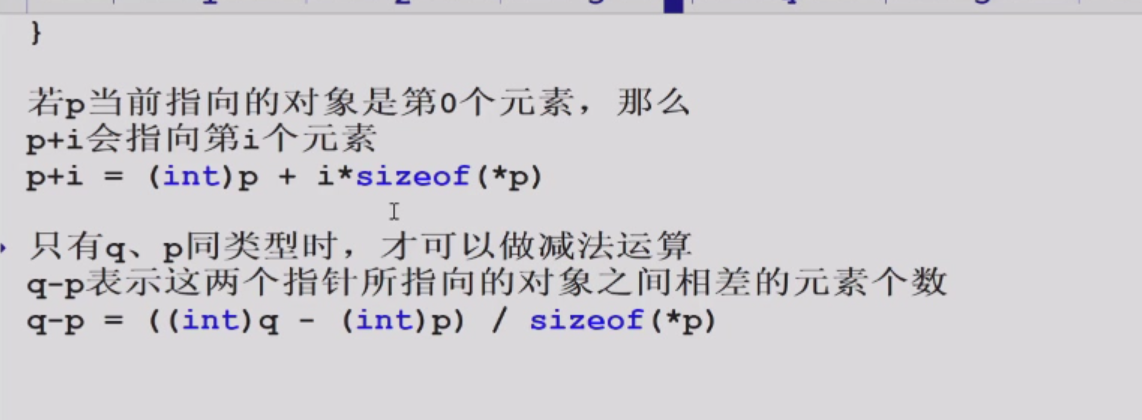 }
若p当前指向的对象是第0个元素，那么
p+i会指向第i个元素
p+i = (int)p + i*sizeof(*p)
只有q、p同类型时，才可以做减法运算
q-p表示这两个指针所指向的对象之间相差的元素个数
q-p = ((int)q - (int)p) / sizeof(*p)